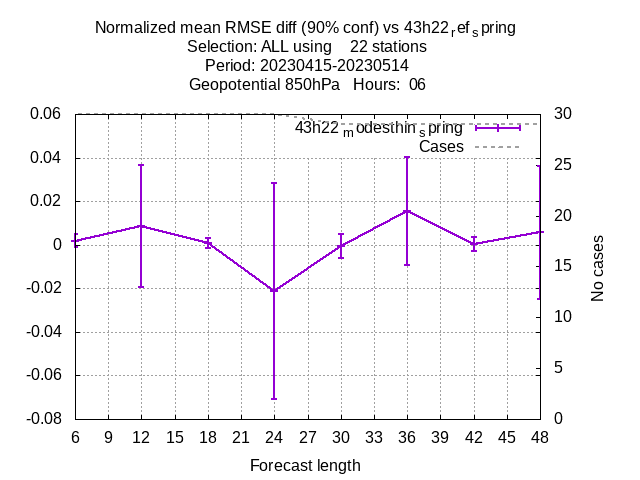 Normalized mean RMSE diff (90% conf) vs 43h22refspring
Selection: ALL using 22 stations
Period: 20230415-20230514
Geopotential 850hPa Hours: 06
43h22modesthinspring
Cases
0.06
0.04
0.02
0
-0.02
-0.04
-0.06
-0.08
30
25
20
15
10
5
0
No cases
6 9 12 15 18 21 24 27 30 33 36 39 42 45 48
Forecast length